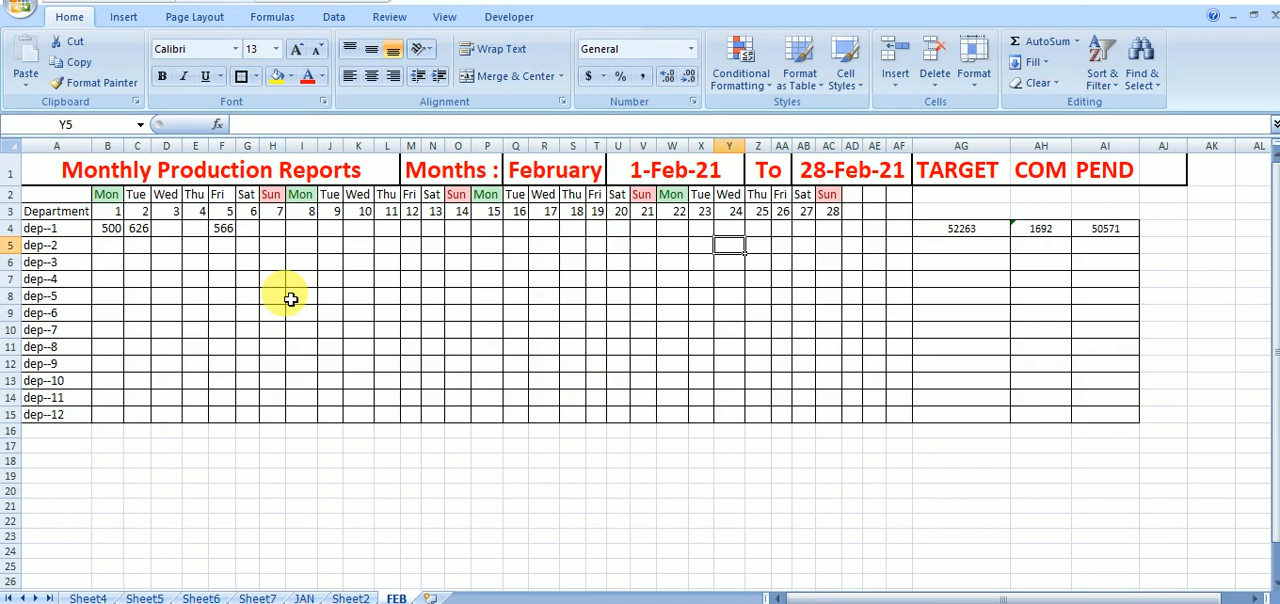 Home Insert Page Layout Formulas Data Review View Developer
Cut Calibri 13 A A Wrap Text General AutoSum
Copy Fill
Paste Format Painter B I U A Merge & Center $ % , Conditional Formatting Format as Table Cell Styles Insert Delete Format Clear Sort & Filter Find & Select
Clipboard Font Alignment Number Styles Cells Editing
Y5 fx
A B C D E F G H I J K L M N O P Q R S T U V W X Y Z AA AB AC AD AE AF AG AH AI AJ AK AL
1 Monthly Production Reports Months : February 1-Feb-21 To 28-Feb-21 TARGET COM PEND
2 Mon Tue Wed Thu Fri Sat Sun Mon Tue Wed Thu Fri Sat Sun Mon Tue Wed Thu Fri Sat Sun Mon Tue Wed Thu Fri Sat Sun
3 Department 1 2 3 4 5 6 7 8 9 10 11 12 13 14 15 16 17 18 19 20 21 22 23 24 25 26 27 28
4 dep--1 500 626 566 52263 1692 50571
5 dep--2
6 dep--3
7 dep--4
8 dep--5
9 dep--6
10 dep--7
11 dep--8
12 dep--9
13 dep--10
14 dep--11
15 dep--12
16
17
18
19
20
21
22
23
24
25
26
Sheet4 Sheet5 Sheet6 Sheet7 JAN Sheet2 FEB